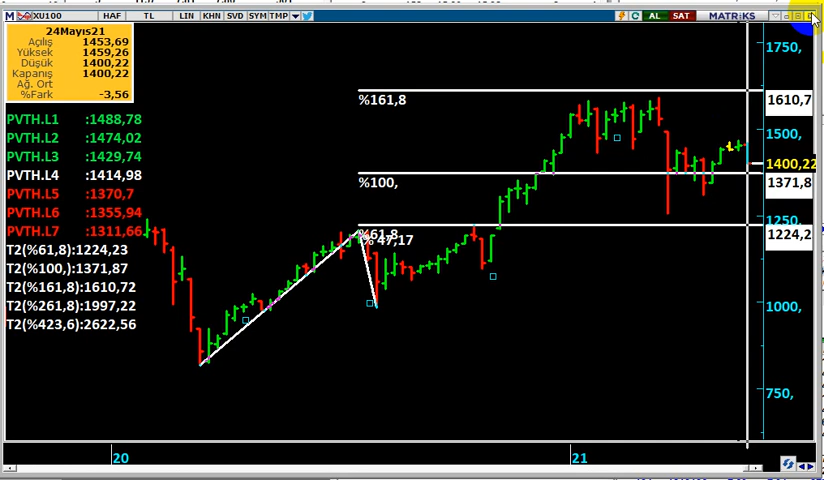 M XU100 HAF TL LIN KHN SVD SYM TMP C AL SAT MATRİKS
24Mayıs21
Açılış 1453,69
Yüksek 1459,26
Düşük 1400,22
Kapanış 1400,22
Ağ. Ort
%Fark -3,56
PVTH.L1 :1488,78
PVTH.L2 :1474,02
PVTH.L3 :1429,74
PVTH.L4 :1414,98
PVTH.L5 :1370,7
PVTH.L6 :1355,94
PVTH.L7 :1311,66
T2(%61,8):1224,23
T2(%100,):1371,87
T2(%161,8):1610,72
T2(%261,8):1997,22
T2(%423,6):2622,56
%161,8
%100,
%61,8
%47,17
1750,
1610,7
1500,
1400,22
1371,8
1250,
1224,2
1000,
750,
20
21